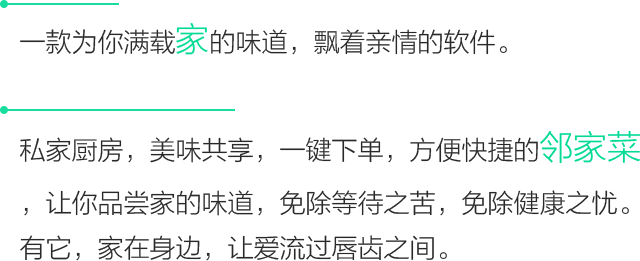 一款为你满载家的味道，飘着亲情的软件。
私家厨房，美味共享，一键下单，方便快捷的邻家菜
，让你品尝家的味道，免除等待之苦，免除健康之忧。
有它，家在身边，让爱流过唇齿之间。